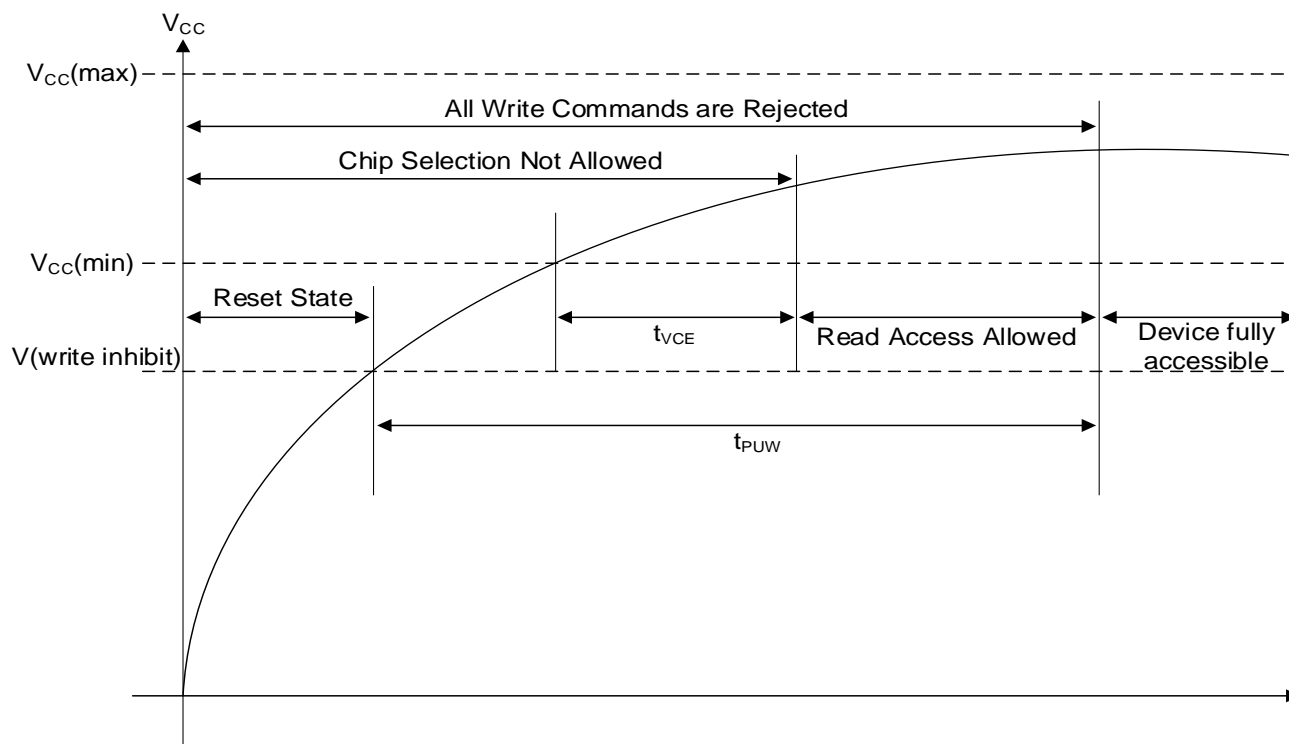 VCC
VCC(max)
All Write Commands are Rejected
Chip Selection Not Allowed
VCC(min)
Reset State
tVCE
Read Access Allowed
Device fully
accessible
V(write inhibit)
tPUW